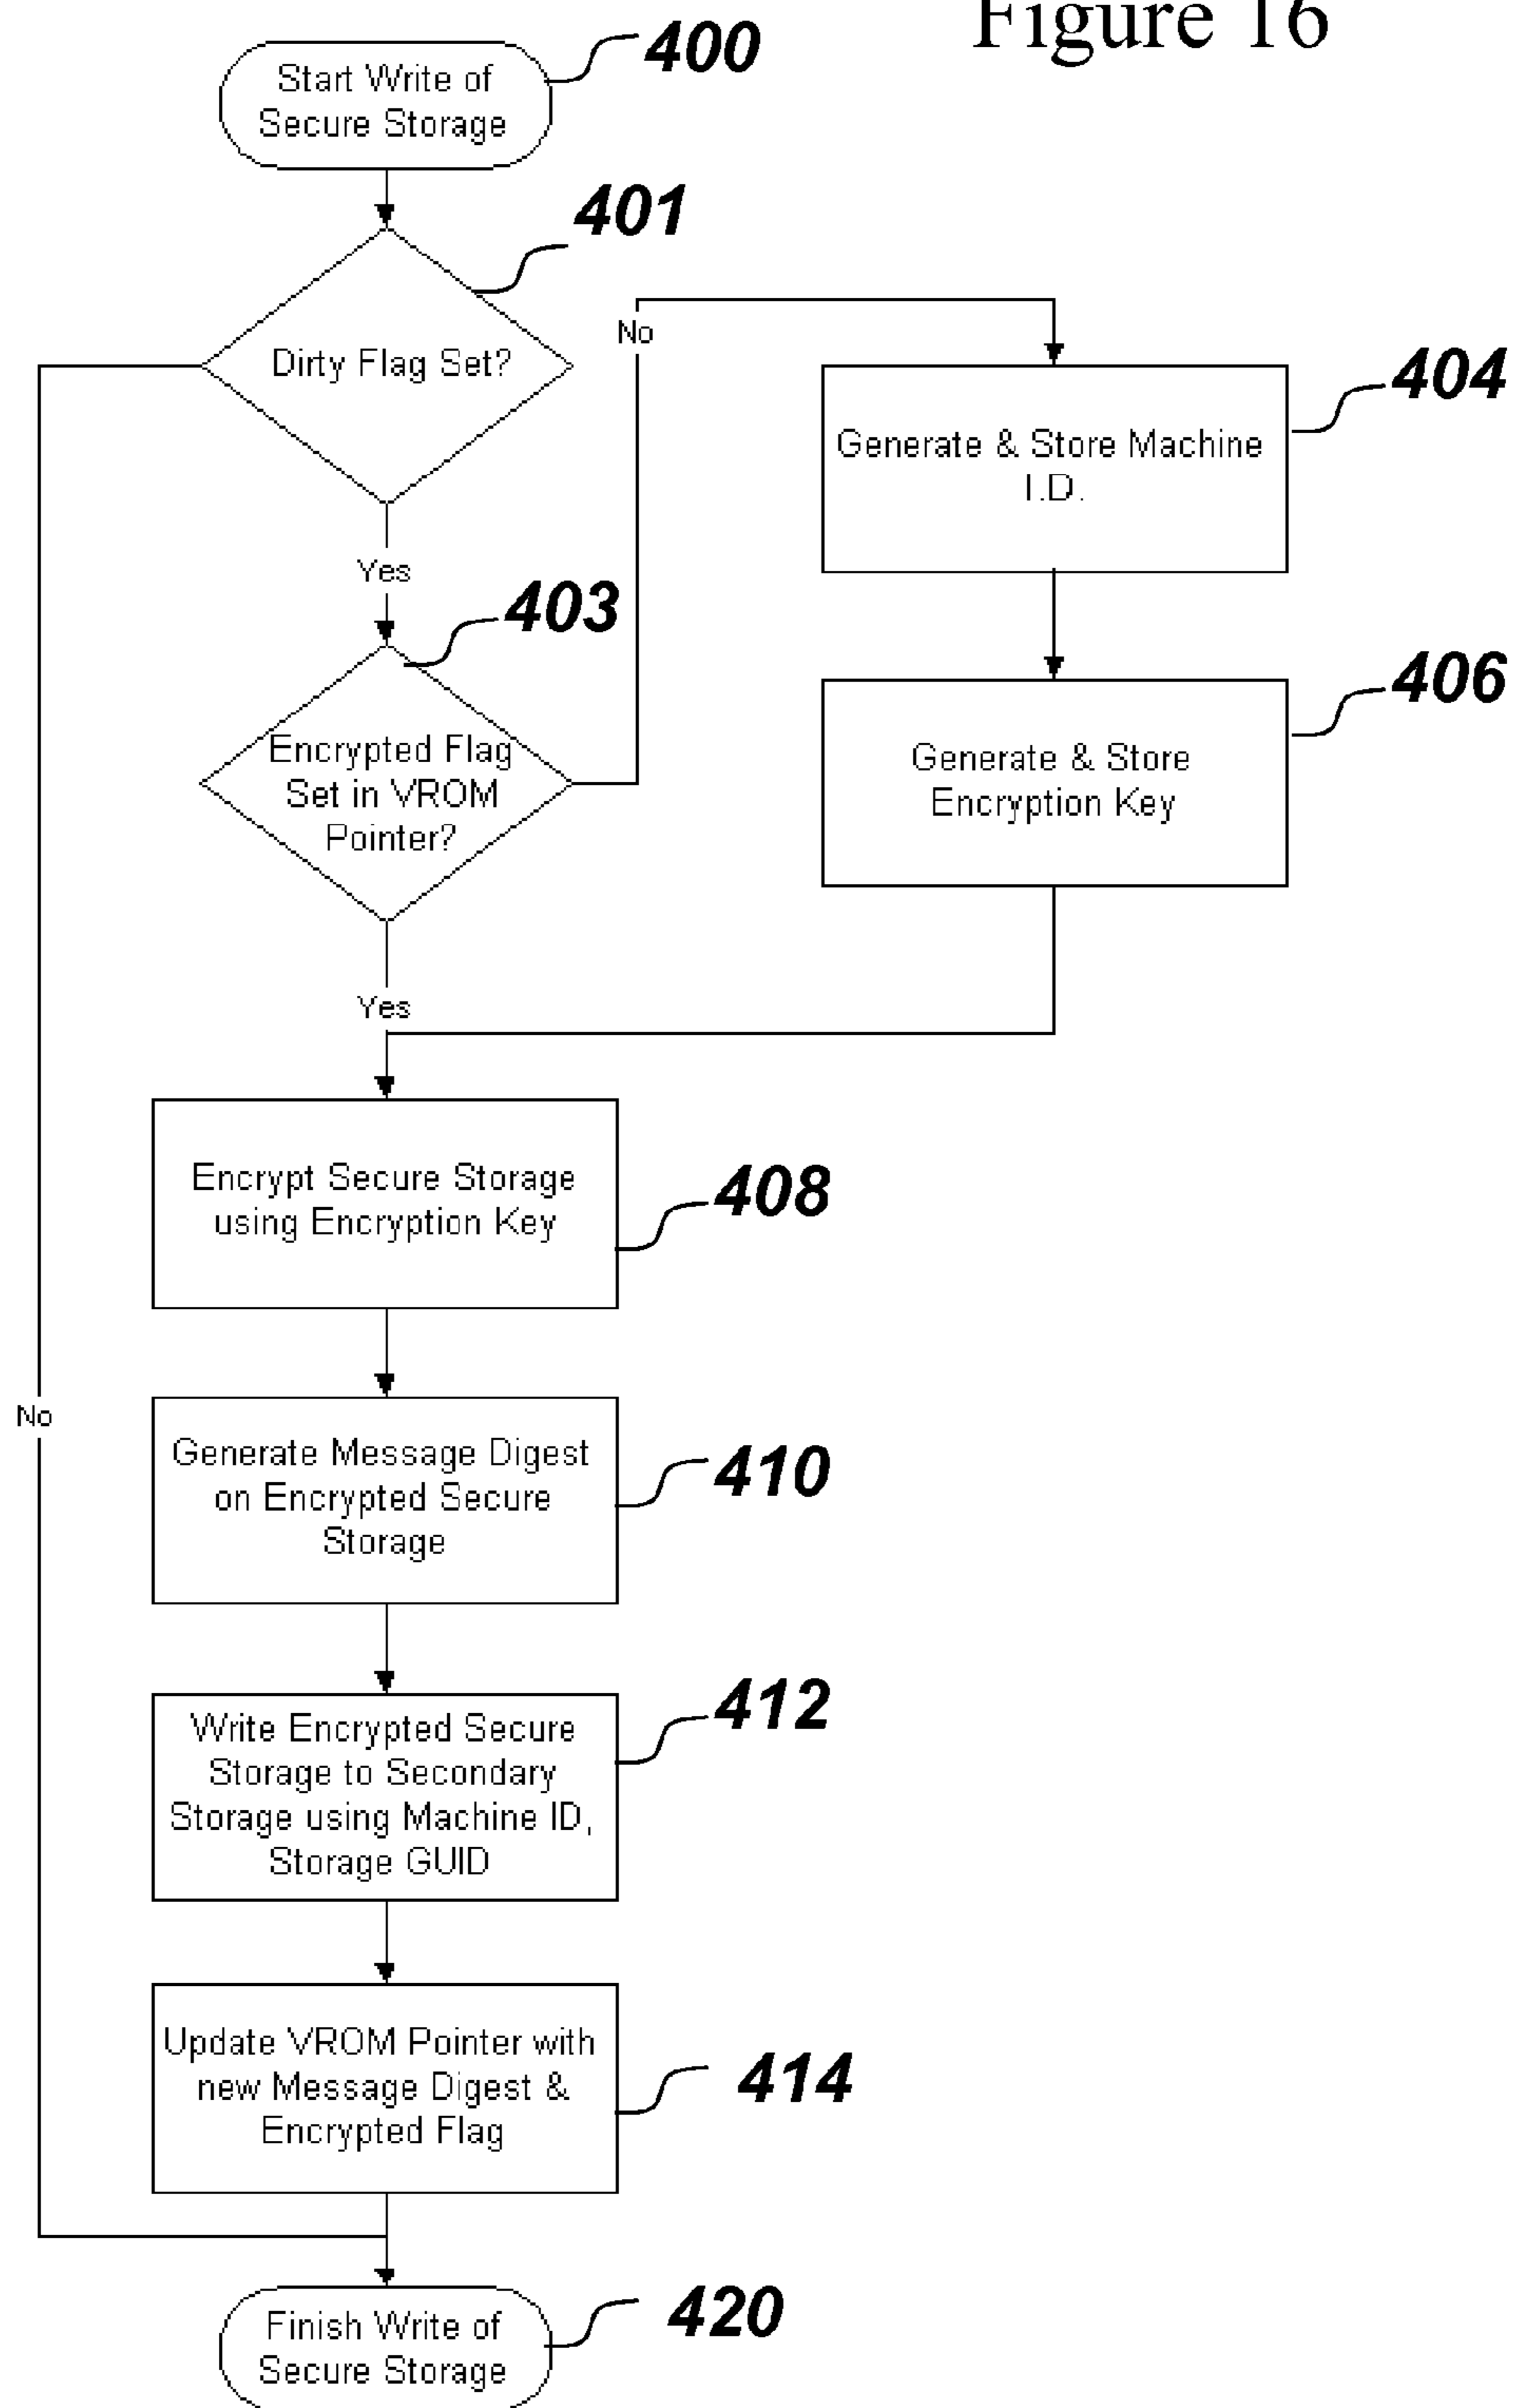 Figure 16
400
Start Write of
Secure Storage
401
Dirty Flag Set?
No
404
Generate & Store Machine
I.D.
Yes
403
406
Encrypted Flag
Set in VROM
Pointer?
Generate & Store
Encryption Key
Yes
408
Encrypt Secure Storage
using Encryption Key
No
410
Generate Message Digest
on Encrypted Secure
Storage
412
Write Encrypted Secure
Storage to Secondary
Storage using Machine ID,
Storage GUID
414
Update VROM Pointer with
new Message Digest &
Encrypted Flag
420
Finish Write of
Secure Storage